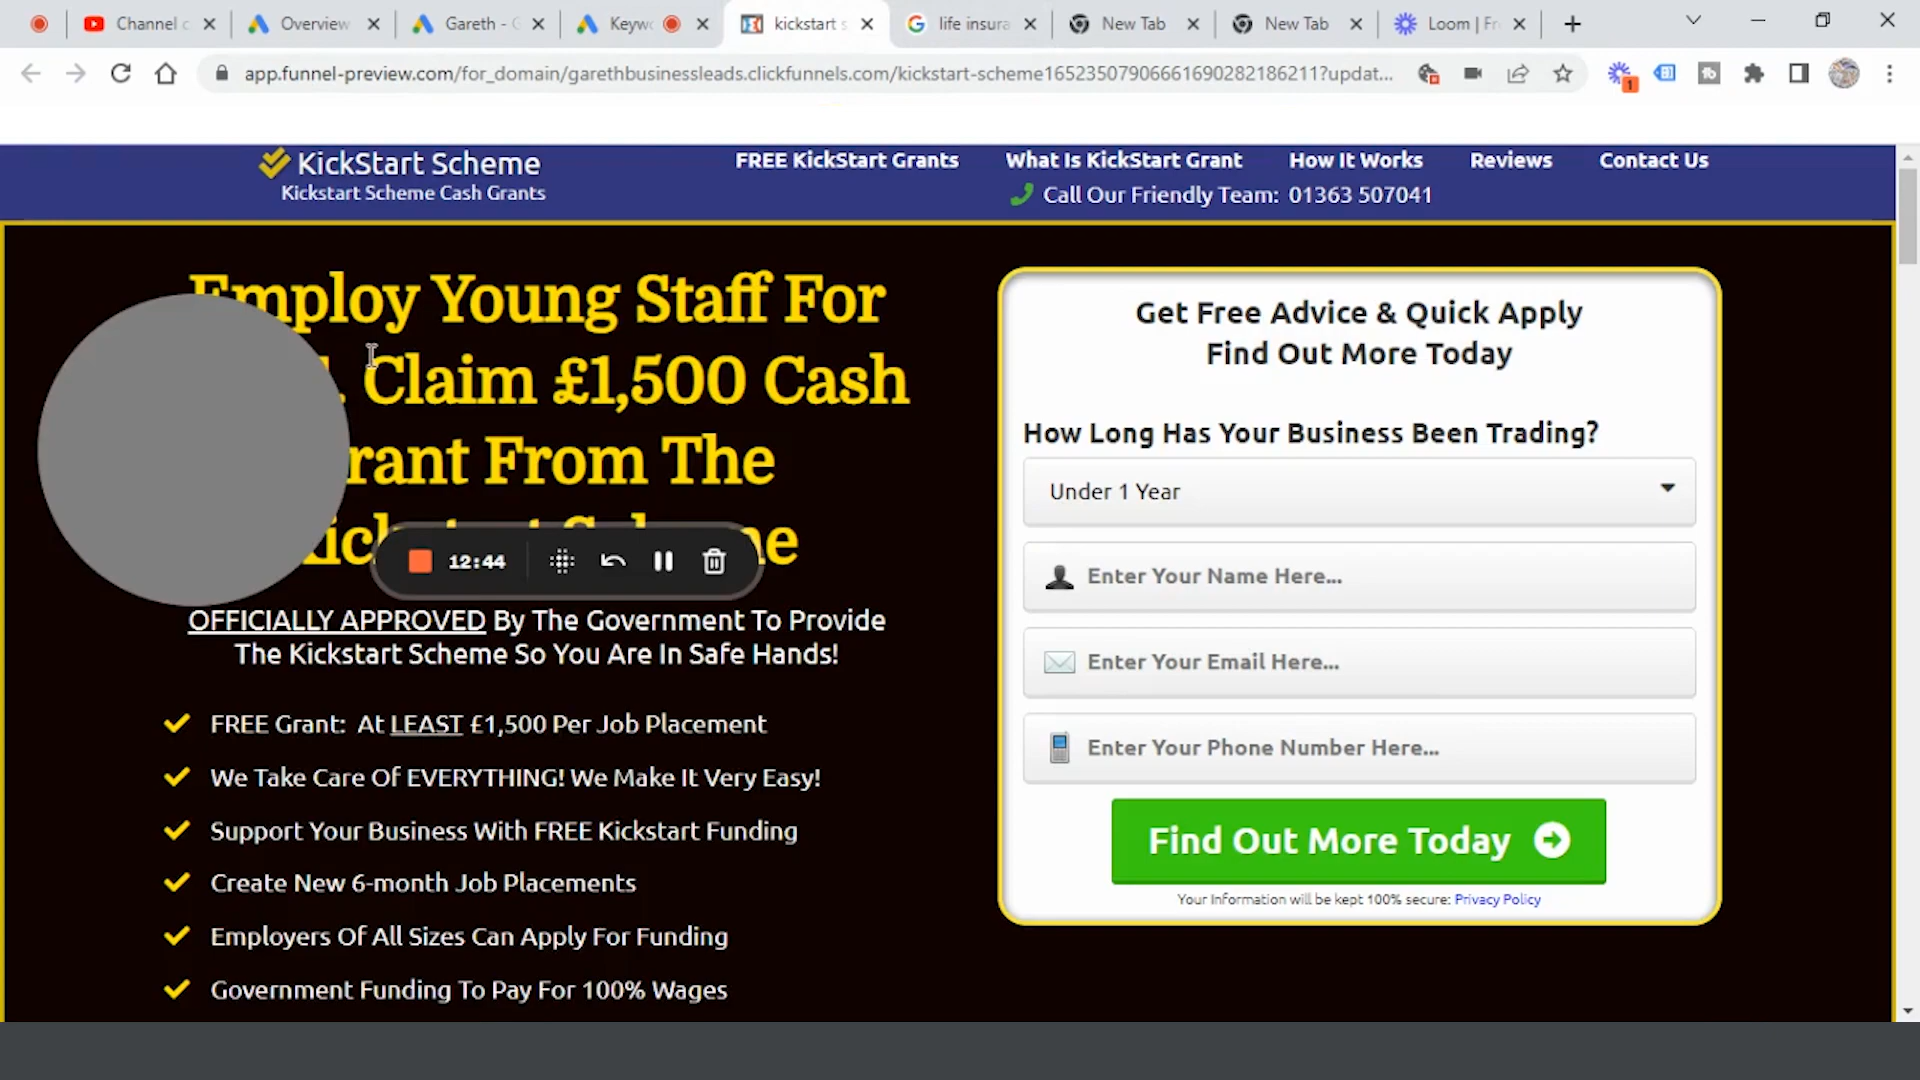 Channel c
Overview
Gareth - G
Keywo
kickstart s
life insura
New Tab
New Tab
Loom | Fr
app.funnel-preview.com/for_domain/garethbusinessleads.clickfunnels.com/kickstart-scheme16523507906661690282186211?updat...
1
KickStart Scheme
Kickstart Scheme Cash Grants
FREE KickStart Grants
What Is KickStart Grant
How It Works
Reviews
Contact Us
Call Our Friendly Team: 01363 507041
Employ Young Staff For
Claim £1,500 Cash
rant From The
12:44
OFFICIALLY APPROVED By The Government To Provide
The Kickstart Scheme So You Are In Safe Hands!
FREE Grant: At LEAST £1,500 Per Job Placement
We Take Care Of EVERYTHING! We Make It Very Easy!
Support Your Business With FREE Kickstart Funding
Create New 6-month Job Placements
Employers Of All Sizes Can Apply For Funding
Government Funding To Pay For 100% Wages
Get Free Advice & Quick Apply
Find Out More Today
How Long Has Your Business Been Trading?
Under 1 Year
Enter Your Name Here...
Enter Your Email Here...
Enter Your Phone Number Here...
Find Out More Today
Your Information will be kept 100% secure: Privacy Policy